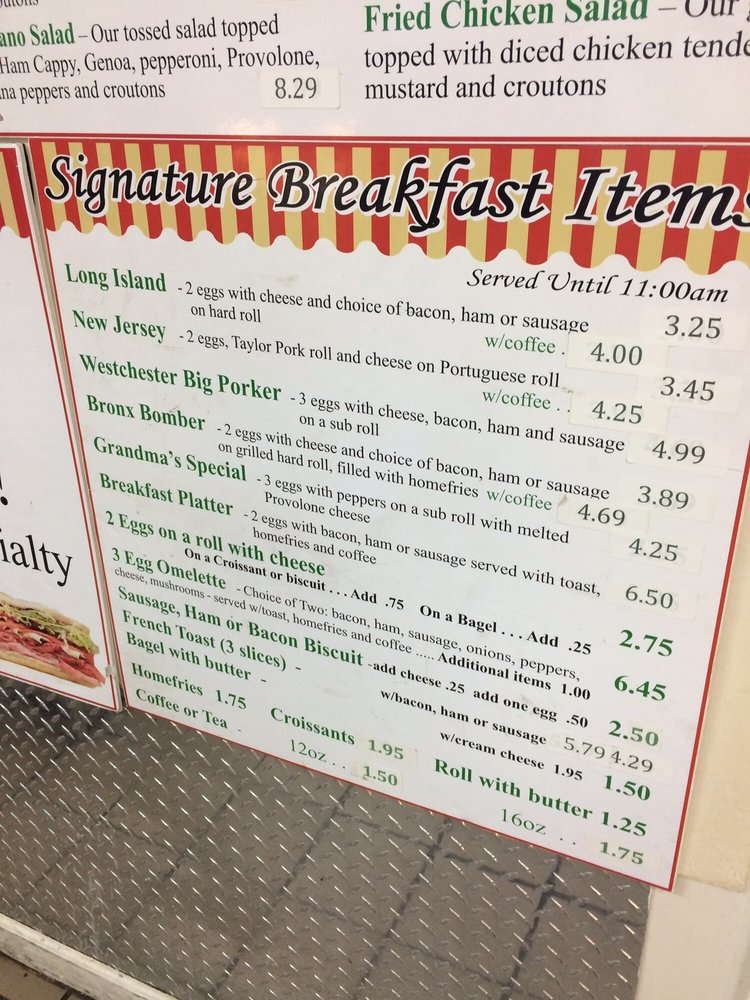 ano Salad – Our tossed salad topped
Ham Cappy, Genoa, pepperoni, Provolone,
na peppers and croutons 8.29
Fried Chicken Salad – Our
topped with diced chicken tende
mustard and croutons
Signature Breakfast Items
Served Until 11:00am
Long Island - 2 eggs with cheese and choice of bacon, ham or sausage 3.25
on hard roll w/coffee . 4.00
New Jersey - 2 eggs, Taylor Pork roll and cheese on Portuguese roll 3.45
w/coffee . . 4.25
Westchester Big Porker - 3 eggs with cheese, bacon, ham and sausage 4.99
on a sub roll
Bronx Bomber - 2 eggs with cheese and choice of bacon, ham or sausage 3.89
on grilled hard roll, filled with homefries w/coffee 4.69
Grandma's Special - 3 eggs with peppers on a sub roll with melted 4.25
Provolone cheese
Breakfast Platter - 2 eggs with bacon, ham or sausage served with toast, 6.50
homefries and coffee
2 Eggs on a roll with cheese 2.75
On a Croissant or biscuit . . . Add .75 On a Bagel . . . Add .25
3 Egg Omelette - Choice of Two: bacon, ham, sausage, onions, peppers, 6.45
cheese, mushrooms - served w/toast, homefries and coffee ..... Additional items 1.00
Sausage, Ham or Bacon Biscuit -add cheese .25 add one egg .50 2.50
French Toast (3 slices) - w/bacon, ham or sausage 5.79 4.29
Bagel with butter - w/cream cheese 1.95 1.50
Homefries 1.75 Croissants 1.95 Roll with butter 1.25
Coffee or Tea - 12oz . . 1.50 16oz . . 1.75
!
ialty